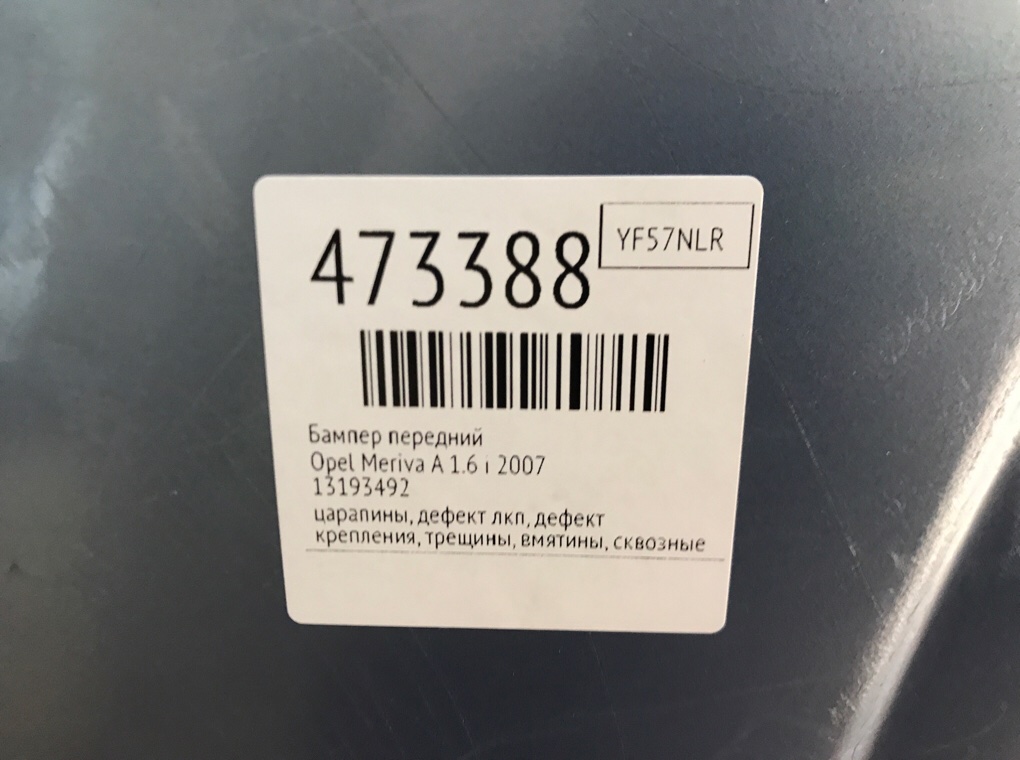 473388
YF57NLR
Бампер передний
Opel Meriva A 1.6 i 2007
13193492
царапины, дефект лкп, дефект
крепления, трещины, вмятины, сквозные